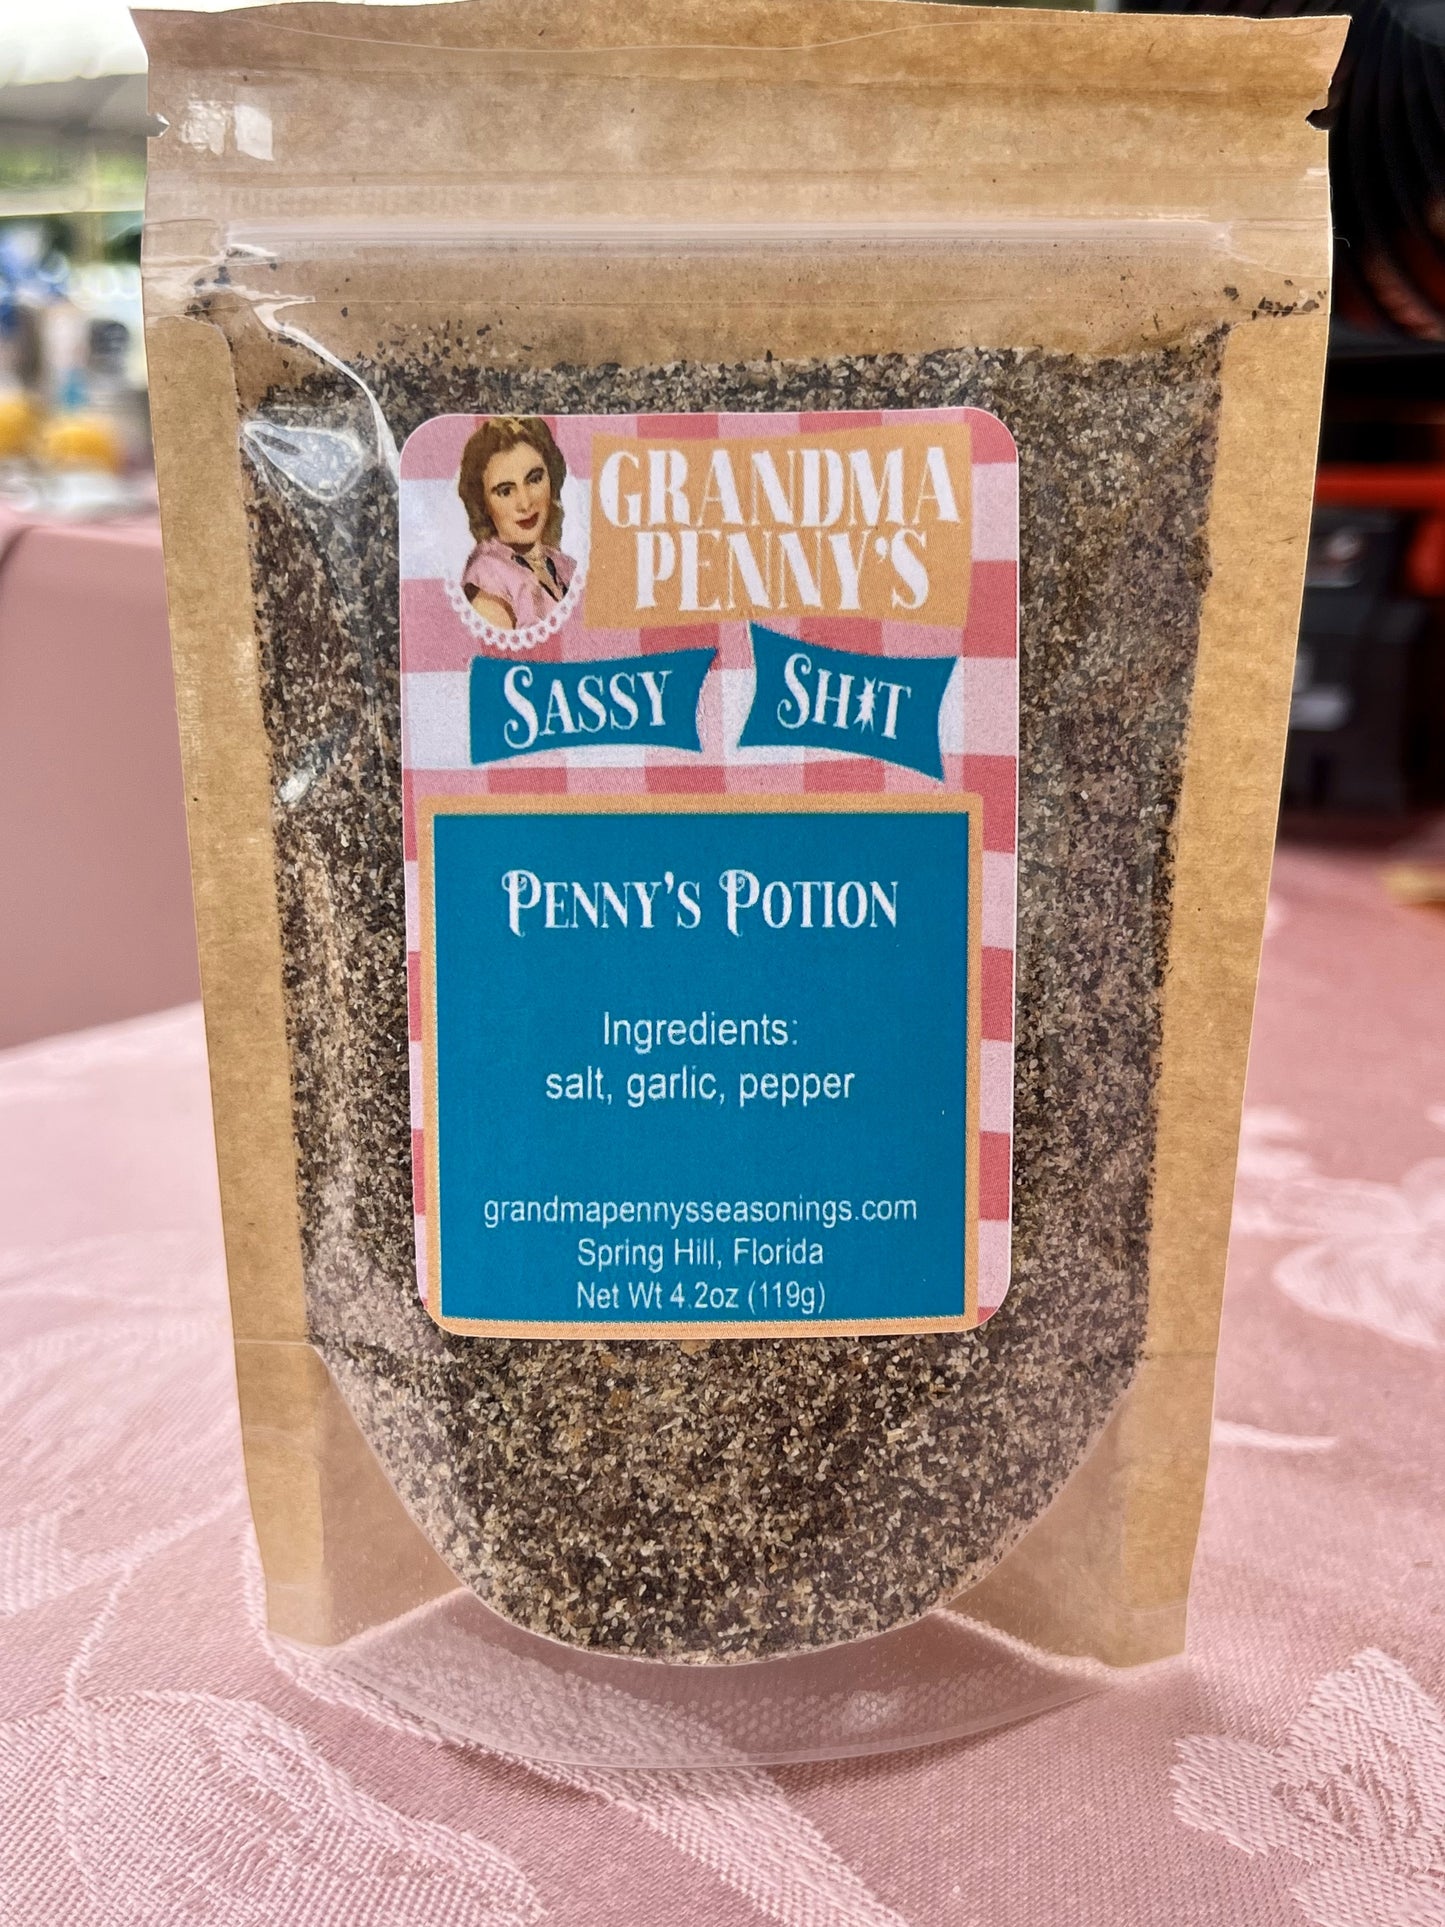 GRANDMA
PENNY'S
SASSY SH*T
PENNY'S POTION
Ingredients:
salt, garlic, pepper
grandmapennysseasonings.com
Spring Hill, Florida
Net Wt 4.2oz (119g)